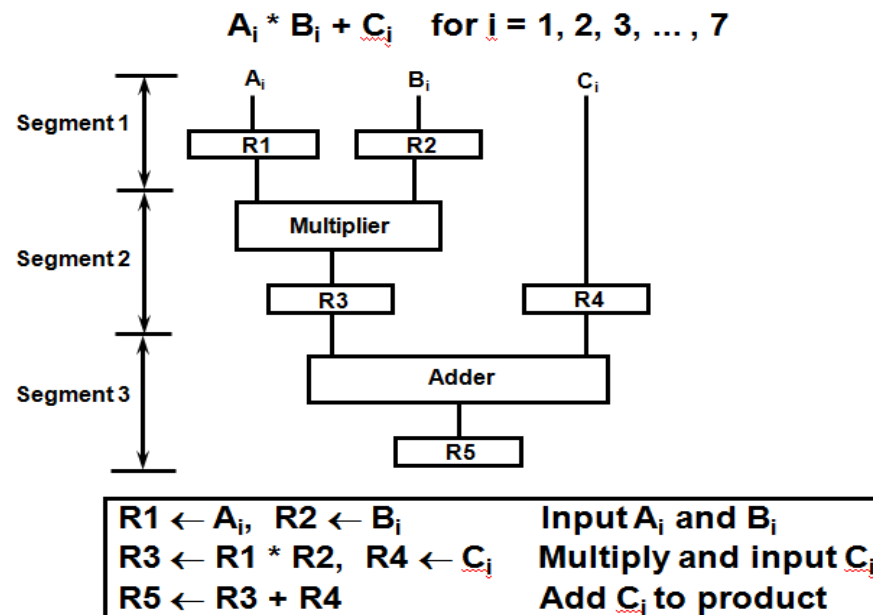 Aᵢ * Bᵢ + Cᵢ for i = 1, 2, 3, ... , 7
Aᵢ Bᵢ Cᵢ
Segment 1
R1 R2
Multiplier
Segment 2
R3 R4
Adder
Segment 3
R5
R1 ← Aᵢ, R2 ← Bᵢ Input Aᵢ and Bᵢ
R3 ← R1 * R2, R4 ← Cᵢ Multiply and input Cᵢ
R5 ← R3 + R4 Add Cᵢ to product